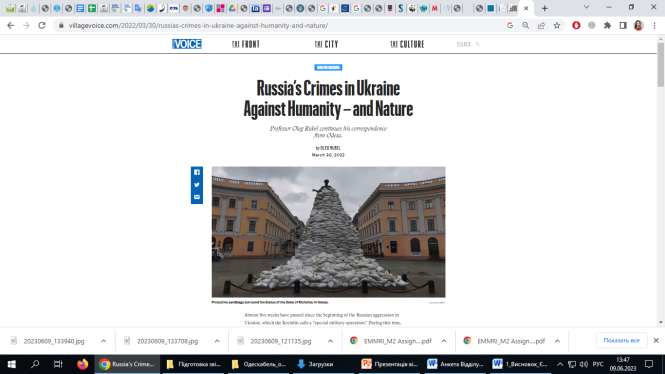 villagevoice.com/2022/03/30/russias-crimes-in-ukraine-against-humanity-and-nature/
VOICE
THE FRONT
THE CITY
THE CULTURE
SEARCH
Russia's Crimes in Ukraine
Against Humanity – and Nature
Professor Oleg Rubel continues his correspondence
from Odesa.
by OLEG RUBEL
March 30, 2022
Protective sandbags surround the statue of the Duke of Richelieu in Odesa.
Almost five weeks have passed since the beginning of the Russian aggression in
Ukraine, which the Kremlin calls a "special military operation." During this time,
20230609_133940.jpg
20230609_133708.jpg
20230609_121135.jpg
EMMRI_M2 Assign....pdf
EMMRI_M2 Assign....pdf
Показать все
Russia's Crime...
Підготовка зві...
Одескабель_о...
Загрузки
Презентація ві...
Анкета Відділу...
1_Висновок_Є...
РУС
13:47
09.06.2023